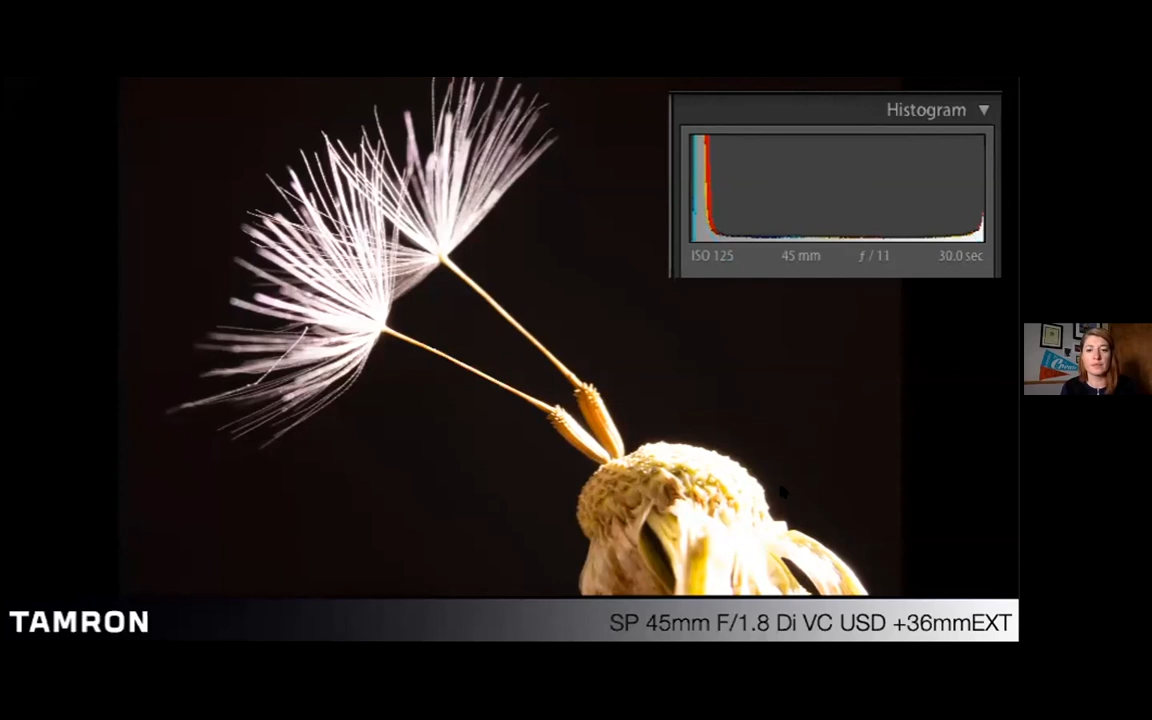 Histogram
ISO 125 45 mm ƒ / 11 30.0 sec
TAMRON
SP 45mm F/1.8 Di VC USD +36mmEXT